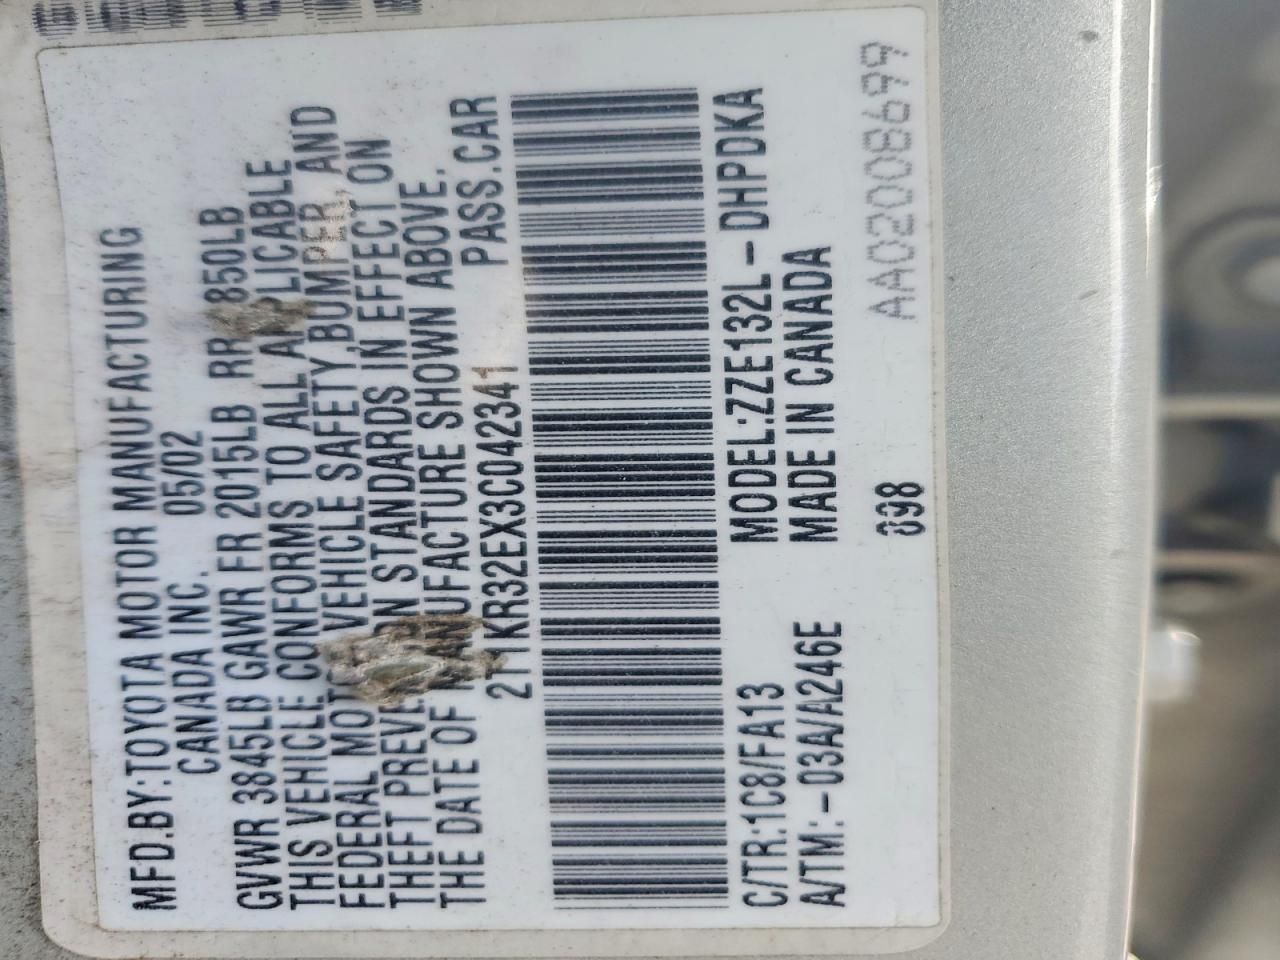 MFD.BY:TOYOTA MOTOR MANUFACTURING
CANADA INC. 05/02
GVWR 3845LB GAWR FR 2015LB RR 1850LB
THIS VEHICLE CONFORMS TO ALL APPLICABLE
FEDERAL MOTOR VEHICLE SAFETY, BUMPER, AND
THEFT PREVENTION STANDARDS IN EFFECT ON
THE DATE OF MANUFACTURE SHOWN ABOVE.
2T1KR32EX3C042341 PASS.CAR
C/TR:1C8/FA13 MODEL:ZZE132L-DHPDKA
A/TM:-03A/A246E MADE IN CANADA
098 AA02008699